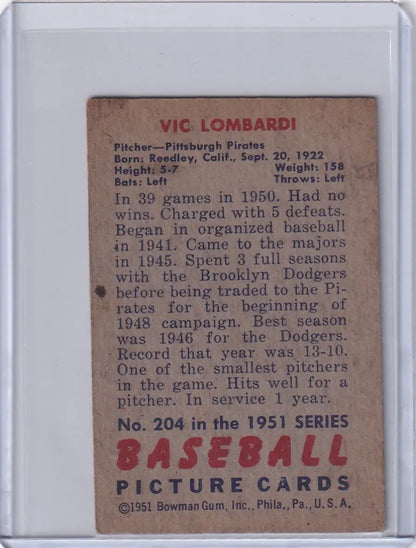 VIC LOMBARDI
Pitcher—Pittsburgh Pirates
Born: Reedley, Calif., Sept. 20, 1922
Height: 5-7 Weight: 158
Bats: Left Throws: Left
In 39 games in 1950. Had no
wins. Charged with 5 defeats.
Began in organized baseball
in 1941. Came to the majors
in 1945. Spent 3 full seasons
with the Brooklyn Dodgers
before being traded to the Pi-
rates for the beginning of
1948 campaign. Best season
was 1946 for the Dodgers.
Record that year was 13-10.
One of the smallest pitchers
in the game. Hits well for a
pitcher. In service 1 year.
No. 204 in the 1951 SERIES
BASEBALL
PICTURE CARDS
©1951 Bowman Gum, Inc., Phila., Pa., U. S. A.